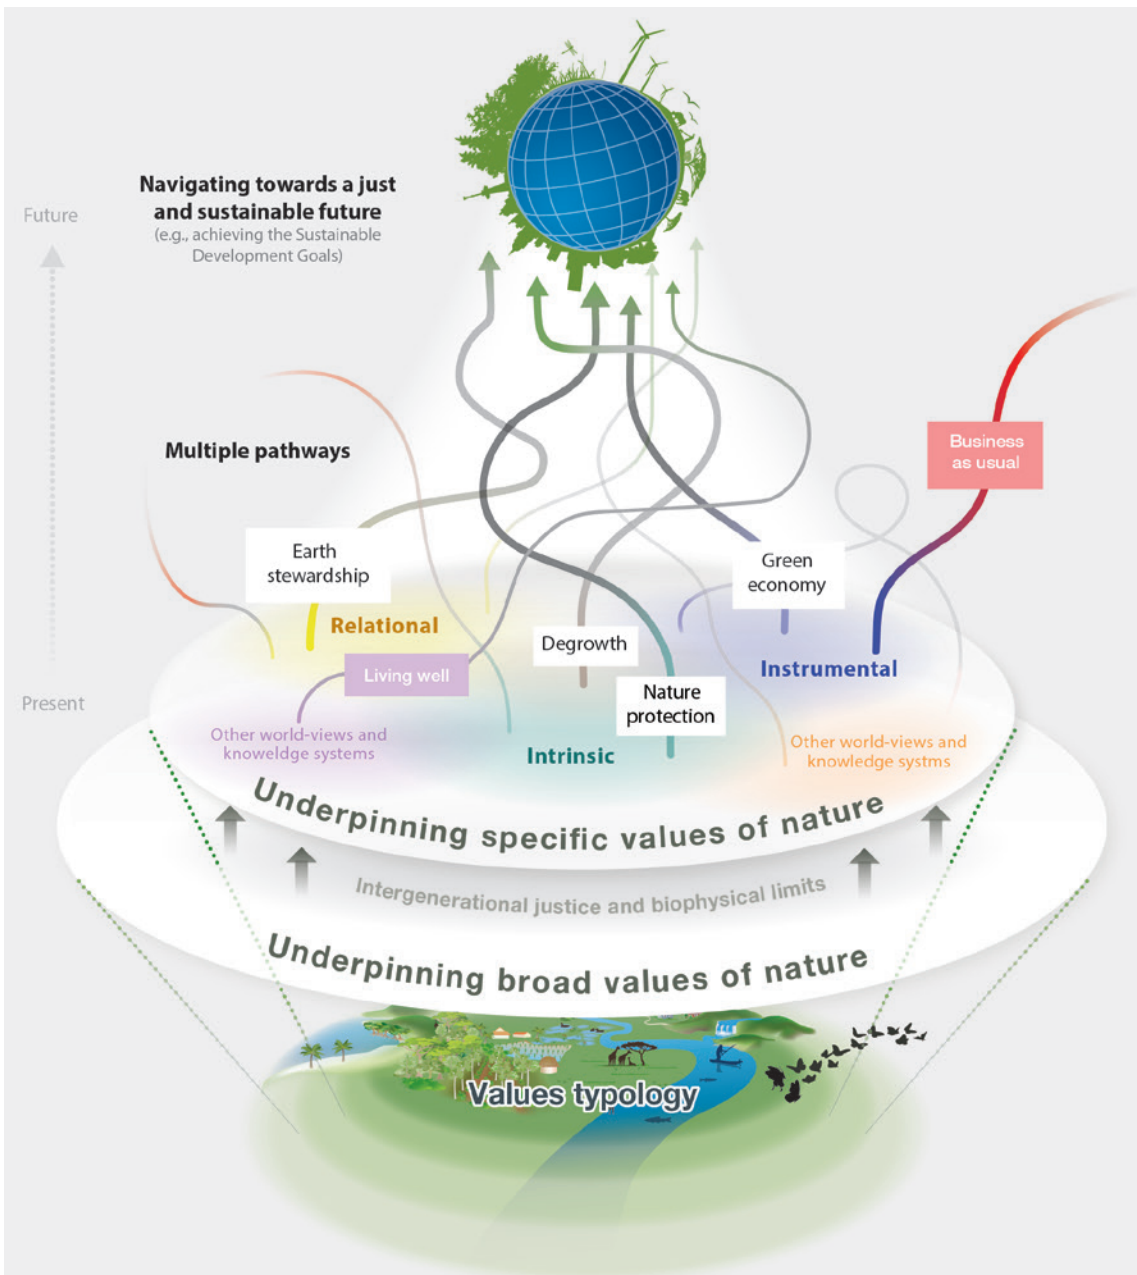 Navigating towards a just
and sustainable future
(e.g., achieving the Sustainable
Development Goals)
Future
Multiple pathways
Business
as usual
Earth
stewardship
Green
economy
Relational
Degrowth
Instrumental
Living well
Nature
protection
Present
Other world-views and
knoweldge systems
Intrinsic
Other world-views and
knowledge systms
Underpinning specific values of nature
Intergenerational justice and biophysical limits
Underpinning broad values of nature
Values typology